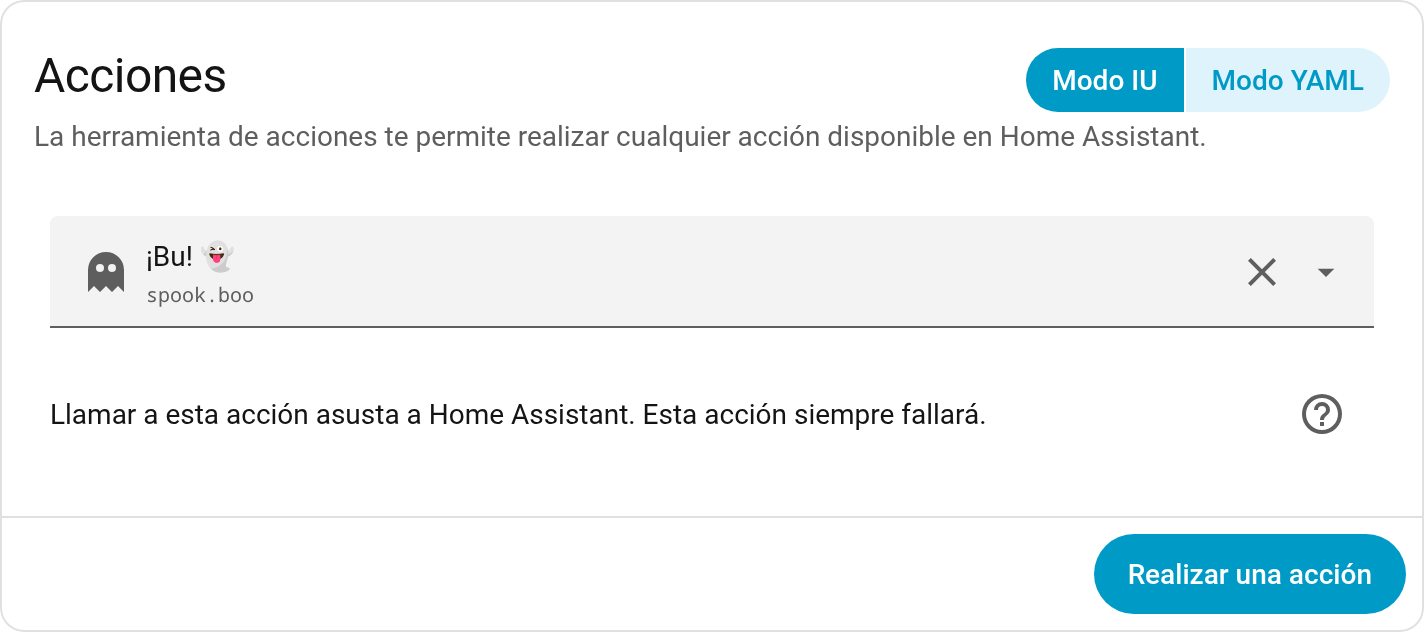 Acciones
Modo IU
Modo YAML
La herramienta de acciones te permite realizar cualquier acción disponible en Home Assistant.
¡Bu! 👻
spook.boo
Llamar a esta acción asusta a Home Assistant. Esta acción siempre fallará.
Realizar una acción